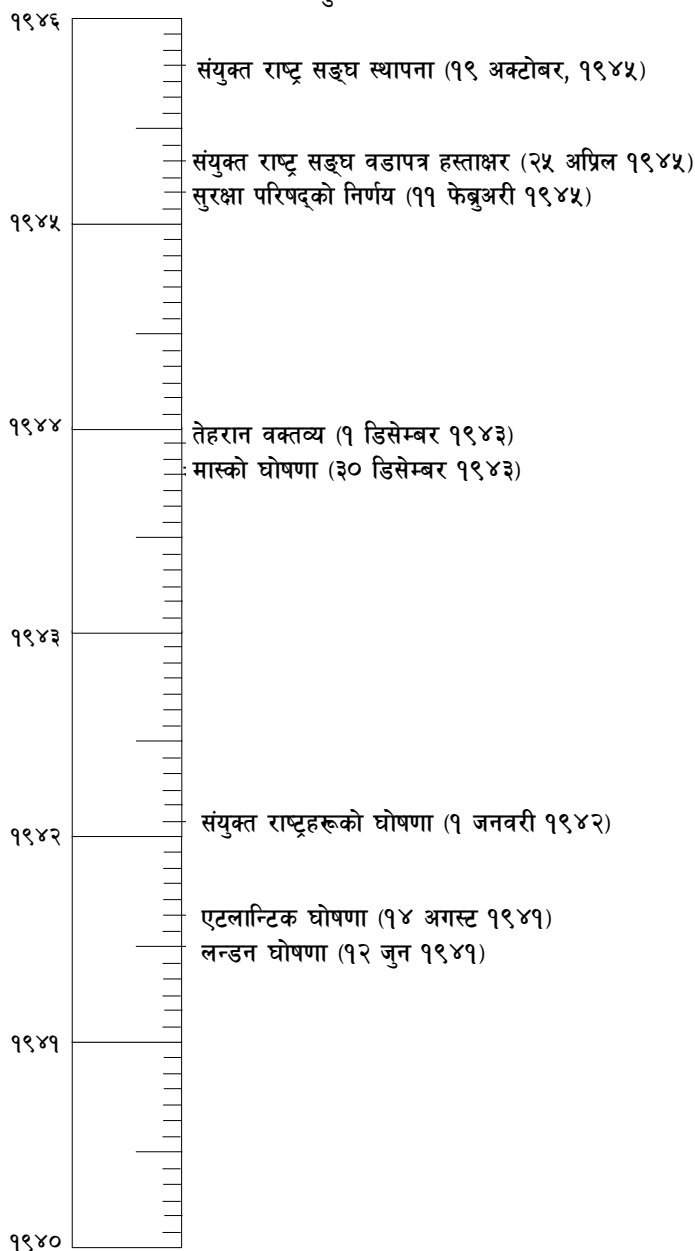 १९४६
संयुक्त राष्ट्र सङ्घ स्थापना (१९ अक्टोबर, १९४५)
संयुक्त राष्ट्र सङ्घ वडापत्र हस्ताक्षर (२५ अप्रिल १९४५)
सुरक्षा परिषद्को निर्णय (११ फेब्रुअरी १९४५)
१९४५
१९४४
तेहरान वक्तव्य (१ डिसेम्बर १९४३)
मास्को घोषणा (३० डिसेम्बर १९४३)
१९४३
संयुक्त राष्ट्रहरूको घोषणा (१ जनवरी १९४२)
१९४२
एटलान्टिक घोषणा (१४ अगस्ट १९४१)
लन्डन घोषणा (१२ जुन १९४१)
१९४१
१९४०